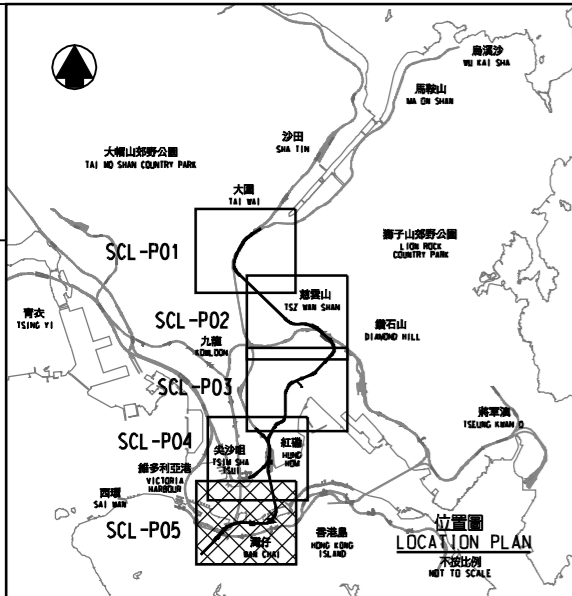 烏溪沙
WU KAI SHA
馬鞍山
MA ON SHAN
沙田
SHA TIN
大帽山郊野公園
TAI MO SHAN COUNTRY PARK
大圍
TAI WAI
獅子山郊野公園
LION ROCK
COUNTRY PARK
SCL-P01
慈雲山
TSZ WAN SHAN
青衣
TSING YI
SCL-P02
九龍
KOWLOON
鑽石山
DIAMOND HILL
SCL-P03
將軍澳
TSEUNG KWAN O
SCL-P04
尖沙咀
TSIM SHA
TSUI
紅磡
HUNG
HOM
維多利亞港
VICTORIA
HARBOUR
西環
SAI WAN
SCL-P05
灣仔
WAN CHAI
香港島
HONG KONG
ISLAND
位置圖
LOCATION PLAN
不按比例
NOT TO SCALE